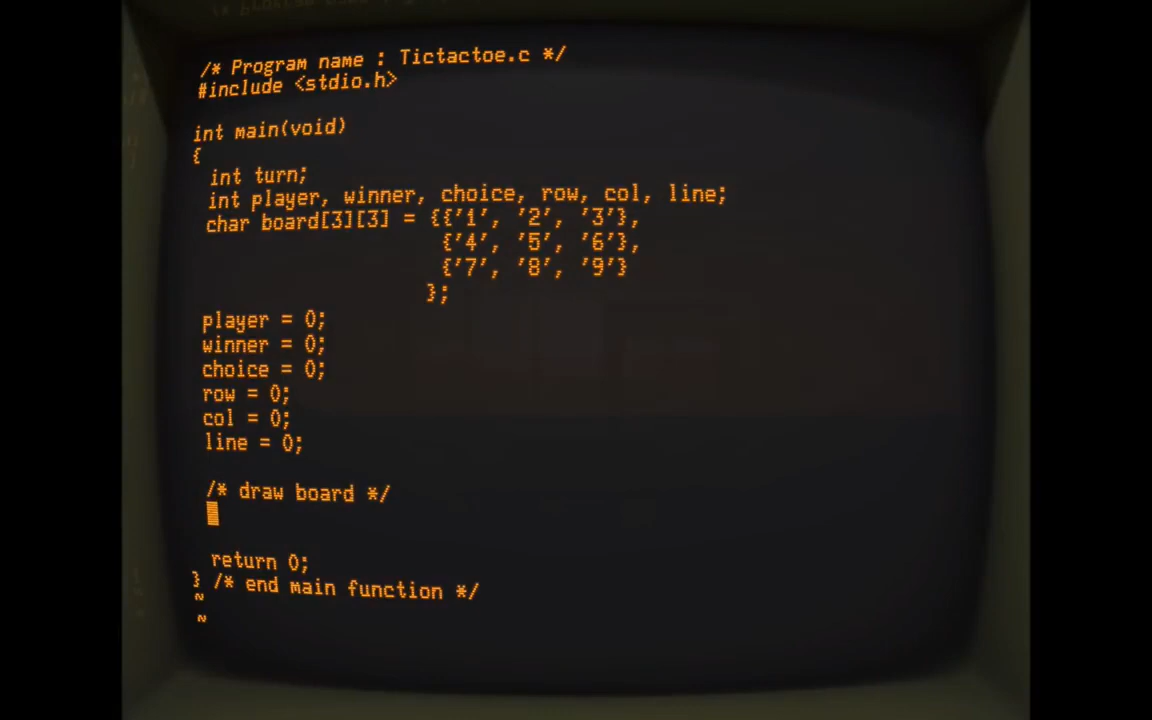 /* Program name : Tictactoe.c */
#include <stdio.h>
int main(void)
{
int turn;
int player, winner, choice, row, col, line;
char board[3][3] = {{'1', '2', '3'},
{'4', '5', '6'},
{'7', '8', '9'}
};
player = 0;
winner = 0;
choice = 0;
row = 0;
col = 0;
line = 0;
/* draw board */
return 0;
} /* end main function */
~
~